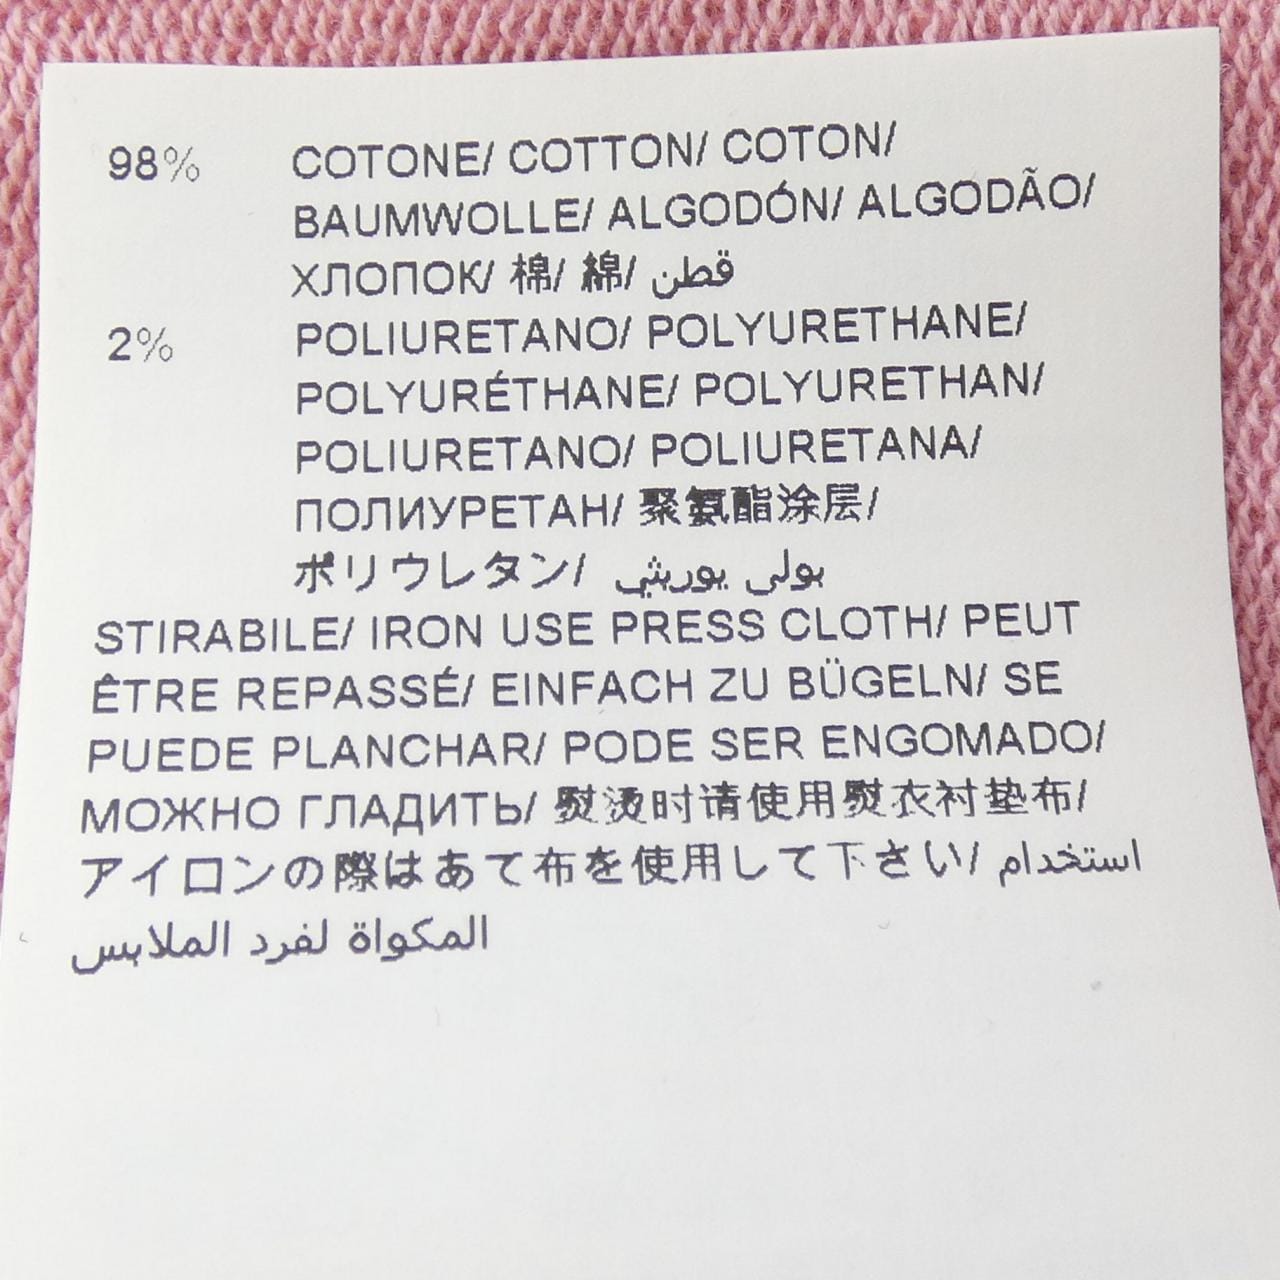 98% COTONE/ COTTON/ COTON/
BAUMWOLLE/ ALGODÓN/ ALGODÃO/
ХЛОПОК/ 棉/ 綿/ قطن
2% POLIURETANO/ POLYURETHANE/
POLYURÉTHANE/ POLYURETHAN/
POLIURETANO/ POLIURETANA/
ПОЛИУРЕТАН/ 聚氨酯涂层/
ポリウレタン/ بولي يوريثي
STIRABILE/ IRON USE PRESS CLOTH/ PEUT
ÊTRE REPASSÉ/ EINFACH ZU BÜGELN/ SE
PUEDE PLANCHAR/ PODE SER ENGOMADO/
МОЖНО ГЛАДИТЬ/ 熨烫时请使用熨衣衬垫布/
アイロンの際はあて布を使用して下さい/ استخدام
المكواة لفرد الملابس